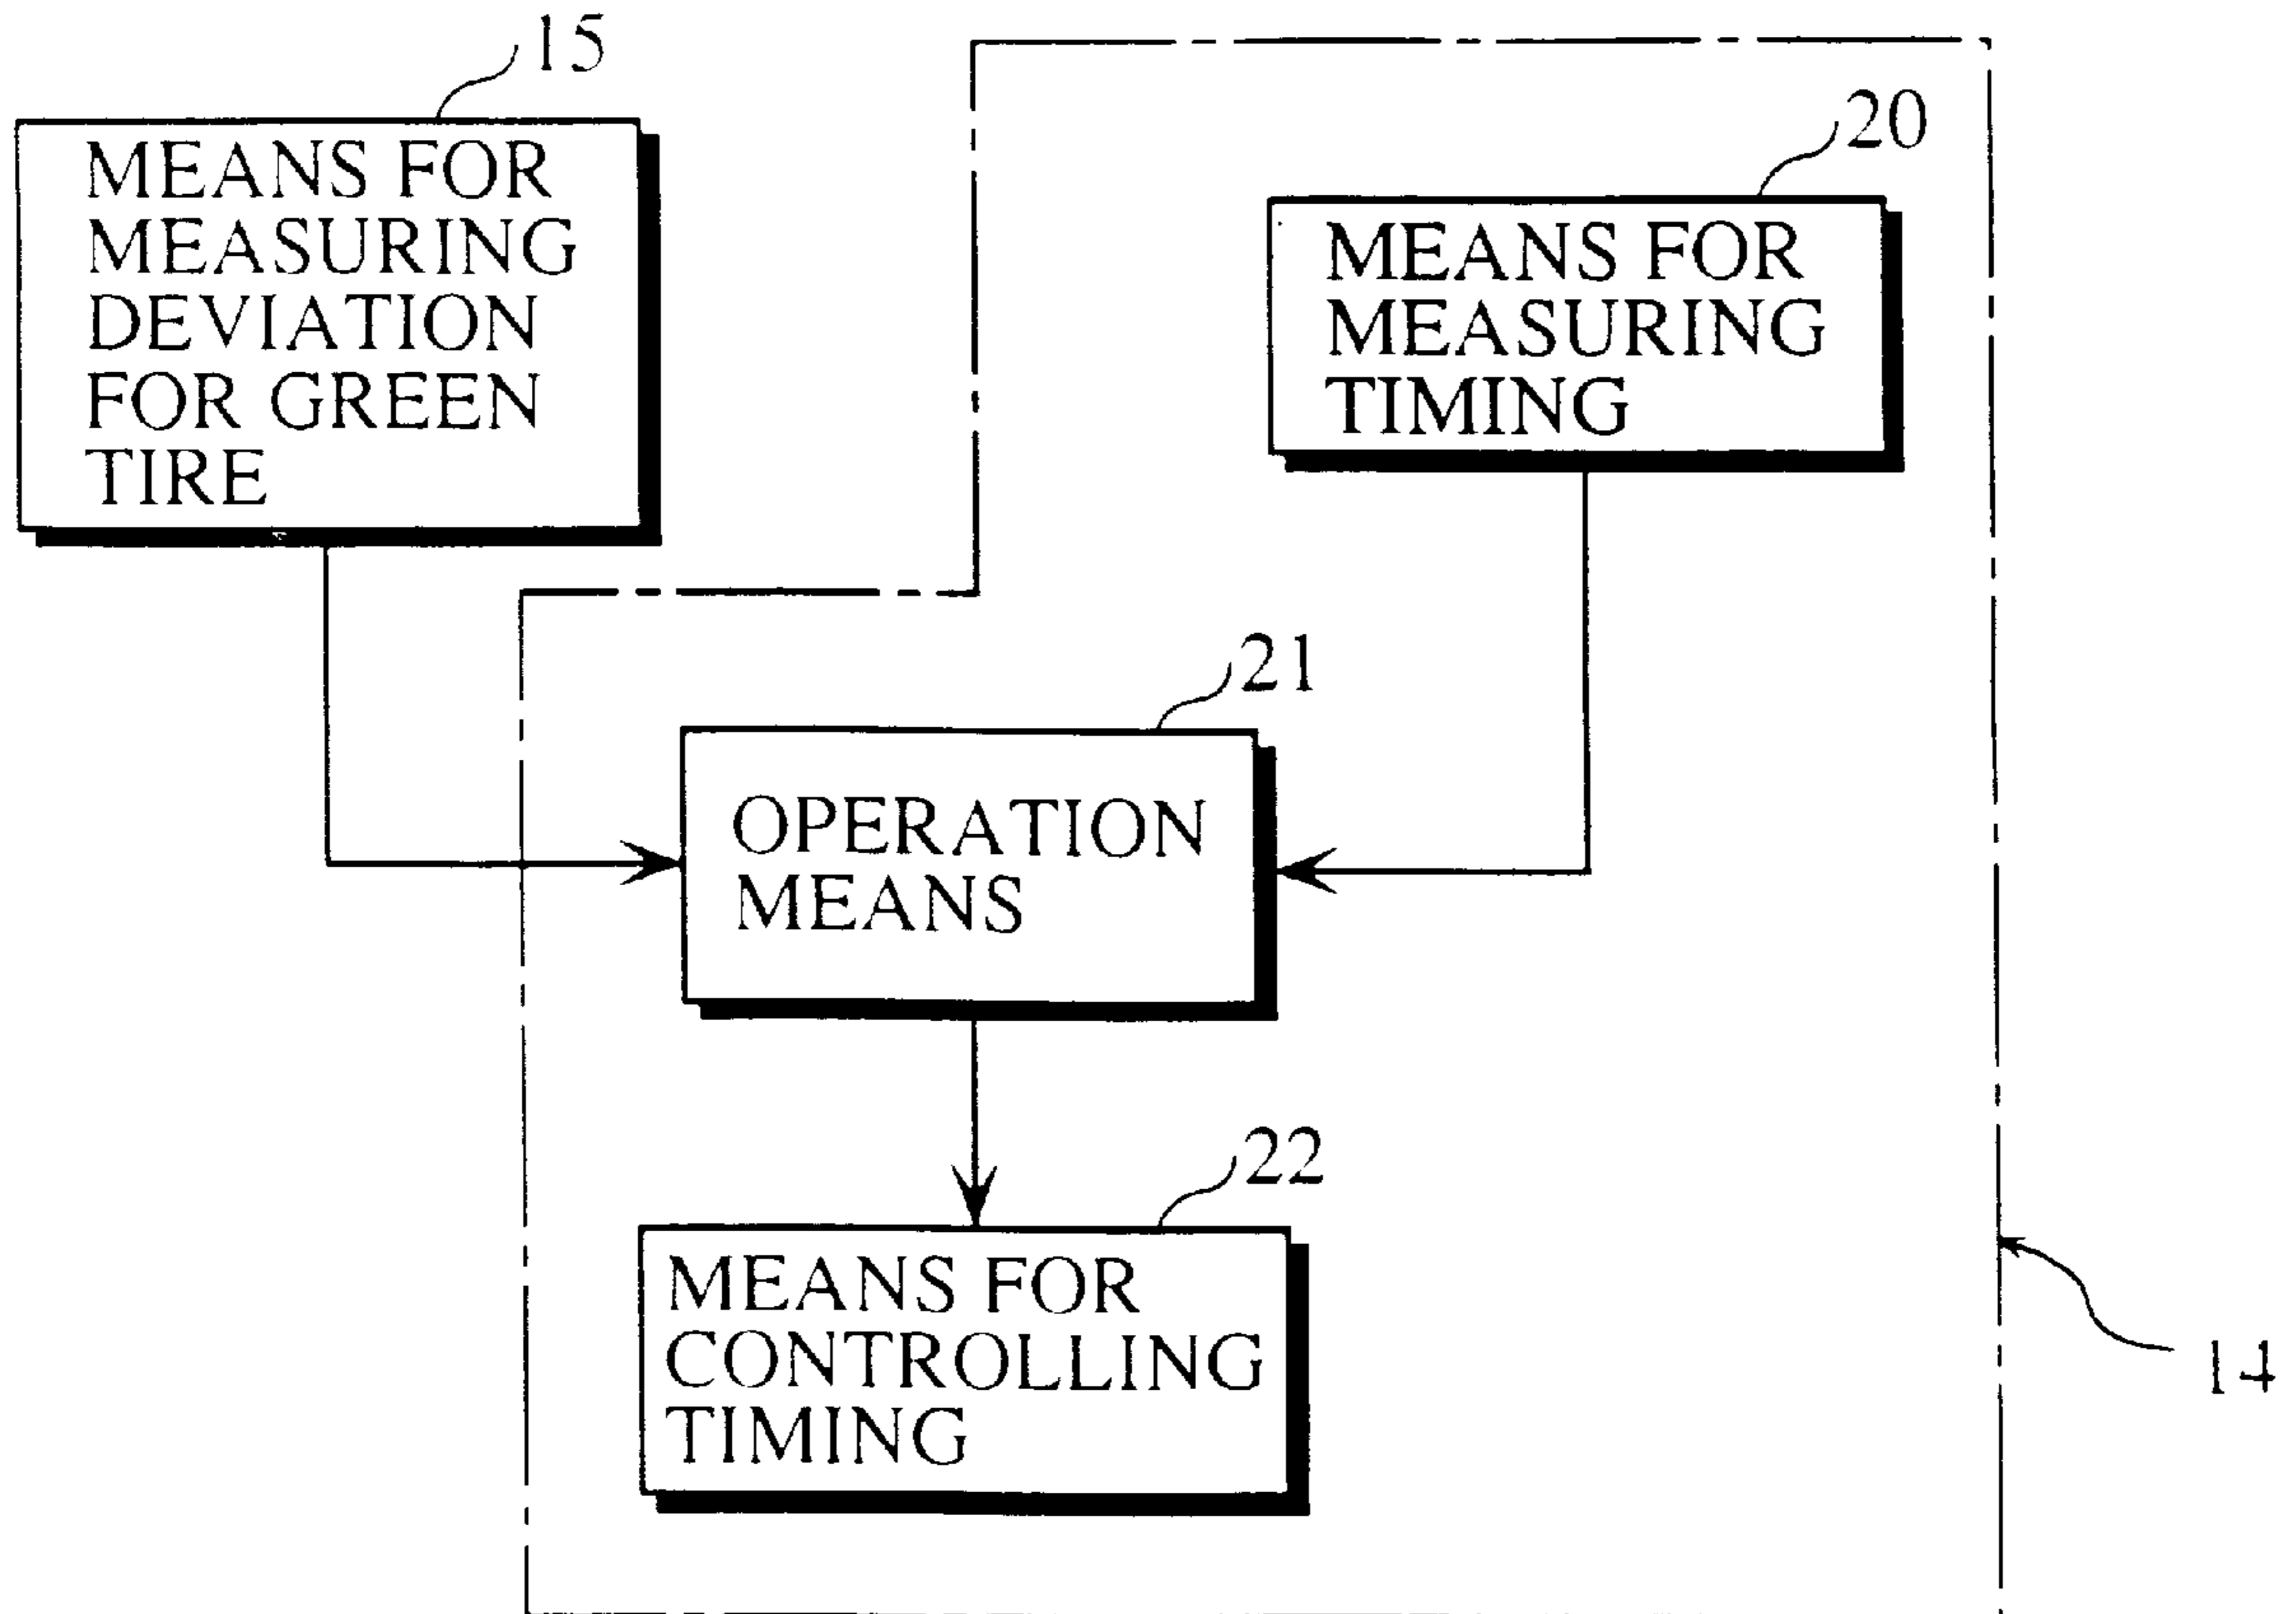 15
MEANS FOR
MEASURING
DEVIATION
FOR GREEN
TIRE
20
MEANS FOR
MEASURING
TIMING
21
OPERATION
MEANS
22
MEANS FOR
CONTROLLING
TIMING
14